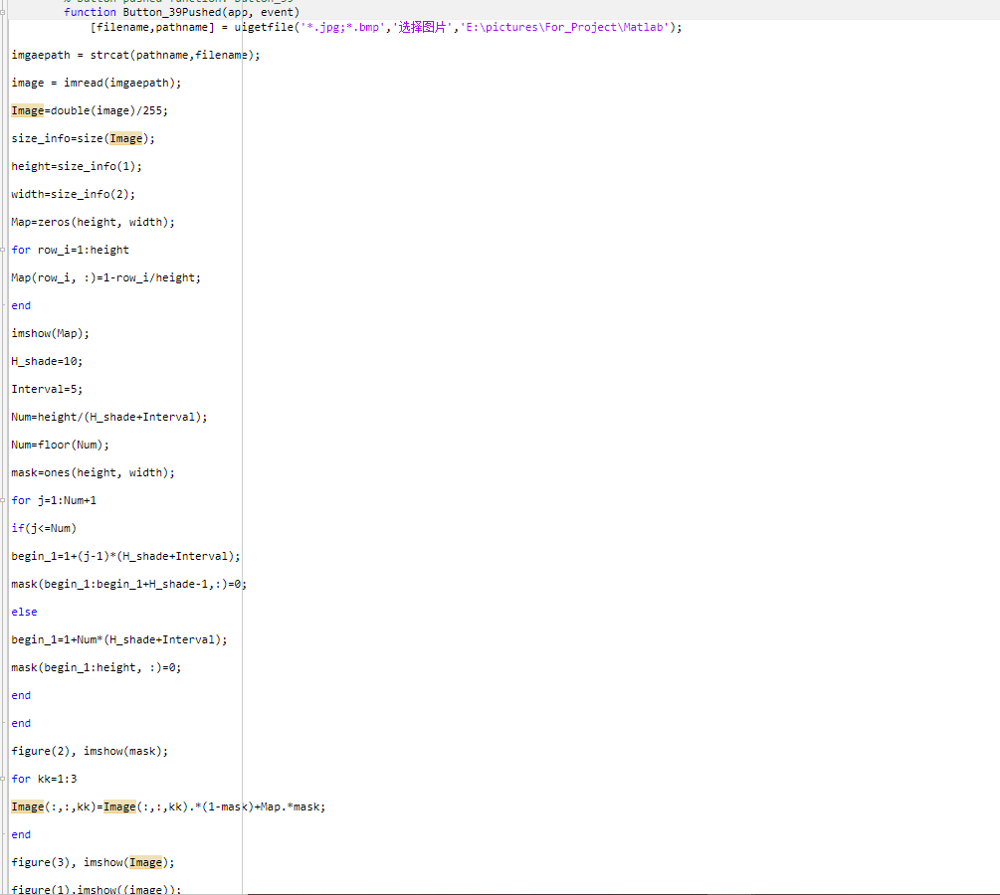 % Button pushed function: Button_39
function Button_39Pushed(app, event)
[filename,pathname] = uigetfile('*.jpg;*.bmp','选择图片','E:\pictures\For_Project\Matlab');
imgaepath = strcat(pathname,filename);
image = imread(imgaepath);
Image=double(image)/255;
size_info=size(Image);
height=size_info(1);
width=size_info(2);
Map=zeros(height, width);
for row_i=1:height
Map(row_i, :)=1-row_i/height;
end
imshow(Map);
H_shade=10;
Interval=5;
Num=height/(H_shade+Interval);
Num=floor(Num);
mask=ones(height, width);
for j=1:Num+1
if(j<=Num)
begin_1=1+(j-1)*(H_shade+Interval);
mask(begin_1:begin_1+H_shade-1,:)=0;
else
begin_1=1+Num*(H_shade+Interval);
mask(begin_1:height, :)=0;
end
end
figure(2), imshow(mask);
for kk=1:3
Image(:,:,kk)=Image(:,:,kk).*(1-mask)+Map.*mask;
end
figure(3), imshow(Image);
figure(1),imshow((image));